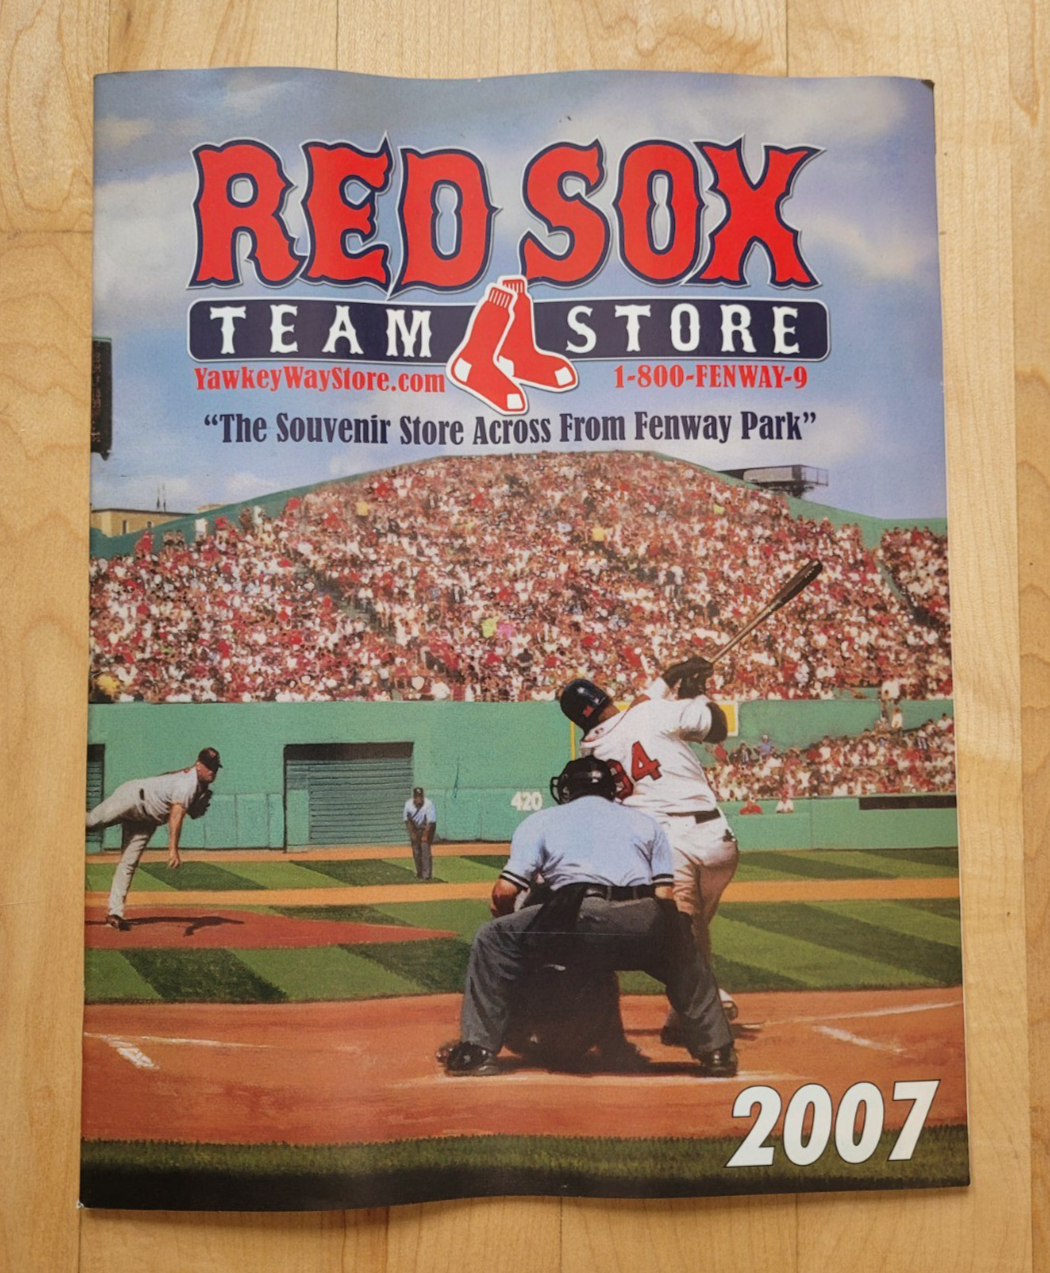 RED SOX
TEAM STORE
YawkeyWayStore.com 1-800-FENWAY-9
“The Souvenir Store Across From Fenway Park”
34
420
2007